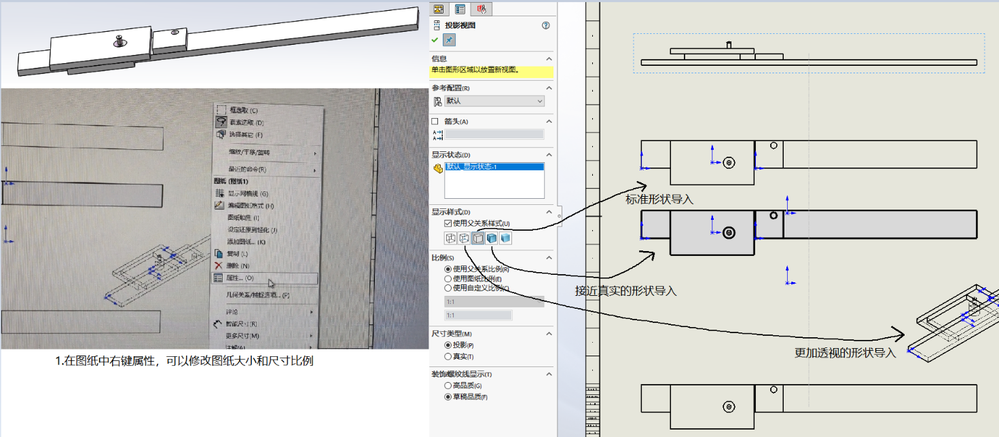 框选取 (C)
套索选取 (D)
选择其它 (F)
缩放/平移/旋转
最近的命令(R)
图纸 (图纸1)
显示网格线 (G)
编辑图纸格式 (H)
图纸锁焦 (I)
设定还原到轻化 (J)
添加图纸... (K)
复制 (L)
删除 (N)
属性... (O)
几何关系/捕捉选项... (P)
评论
智能尺寸(R)
更多尺寸(M)
注解(A)
1.在图纸中右键属性，可以修改图纸大小和尺寸比例
投影视图
信息
单击图形区域以放置新视图。
参考配置(R)
默认
箭头(A)
显示状态(D)
默认_显示状态-1
显示样式(D)
使用父关系样式(U)
比例(S)
使用父关系比例(R)
使用图纸比例(E)
使用自定义比例(C)
1:1
1:1
尺寸类型(M)
投影(P)
真实(T)
装饰螺纹线显示(T)
高品质(G)
草稿品质(F)
标准形状导入
接近真实的形状导入
更加透视的形状导入